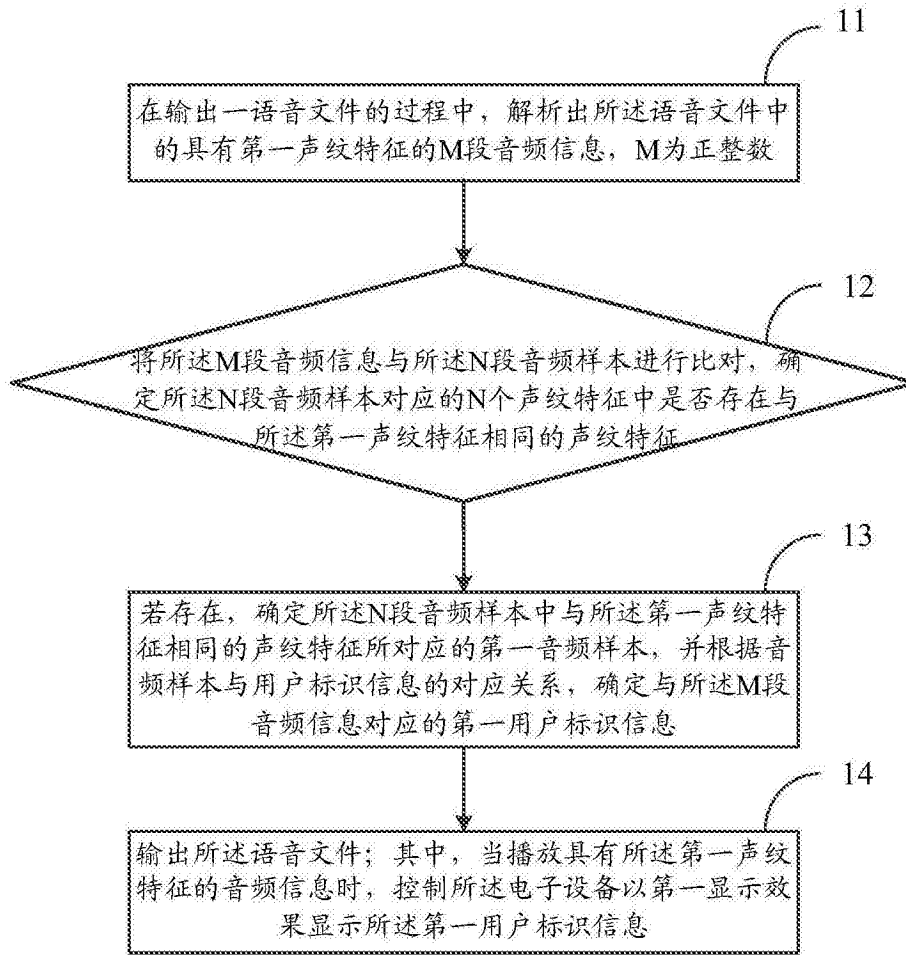 11
在输出一语音文件的过程中，解析出所述语音文件中
的具有第一声纹特征的M段音频信息，M为正整数
12
将所述M段音频信息与所述N段音频样本进行比对，确
定所述N段音频样本对应的N个声纹特征中是否存在与
所述第一声纹特征相同的声纹特征
13
若存在，确定所述N段音频样本中与所述第一声纹特
征相同的声纹特征所对应的第一音频样本，并根据音
频样本与用户标识信息的对应关系，确定与所述M段
音频信息对应的第一用户标识信息
14
输出所述语音文件；其中，当播放具有所述第一声纹
特征的音频信息时，控制所述电子设备以第一显示效
果显示所述第一用户标识信息